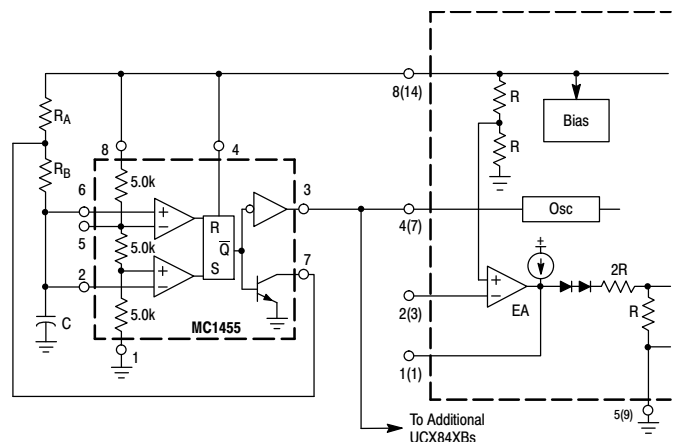 8(14)
R
Bias
R
RA
RB
8
4
6
5.0k
3
5
+
–
R
Q
5.0k
4(7)
Osc
7
2
+
–
S
5.0k
+
–
EA
2R
R
2(3)
C
MC1455
1
1(1)
5(9)
To Additional
UCX84XBs